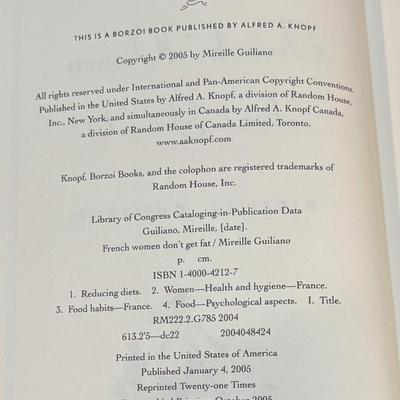 THIS IS A BORZOI BOOK PUBLISHED BY ALFRED A. KNOPF
Copyright © 2005 by Mireille Guiliano
All rights reserved under International and Pan-American Copyright Conventions.
Published in the United States by Alfred A. Knopf, a division of Random House,
Inc., New York, and simultaneously in Canada by Alfred A. Knopf Canada,
a division of Random House of Canada Limited, Toronto.
www.aaknopf.com
Knopf, Borzoi Books, and the colophon are registered trademarks of
Random House, Inc.
Library of Congress Cataloging-in-Publication Data
Guiliano, Mireille, [date].
French women don't get fat / Mireille Guiliano
p. cm.
ISBN 1-4000-4212-7
1. Reducing diets. 2. Women—Health and hygiene—France.
3. Food habits—France. 4. Food—Psychological aspects. I. Title.
RM222.2.G785 2004
613.2'5—dc22 2004048424
Printed in the United States of America
Published January 4, 2005
Reprinted Twenty-one Times
October 2005